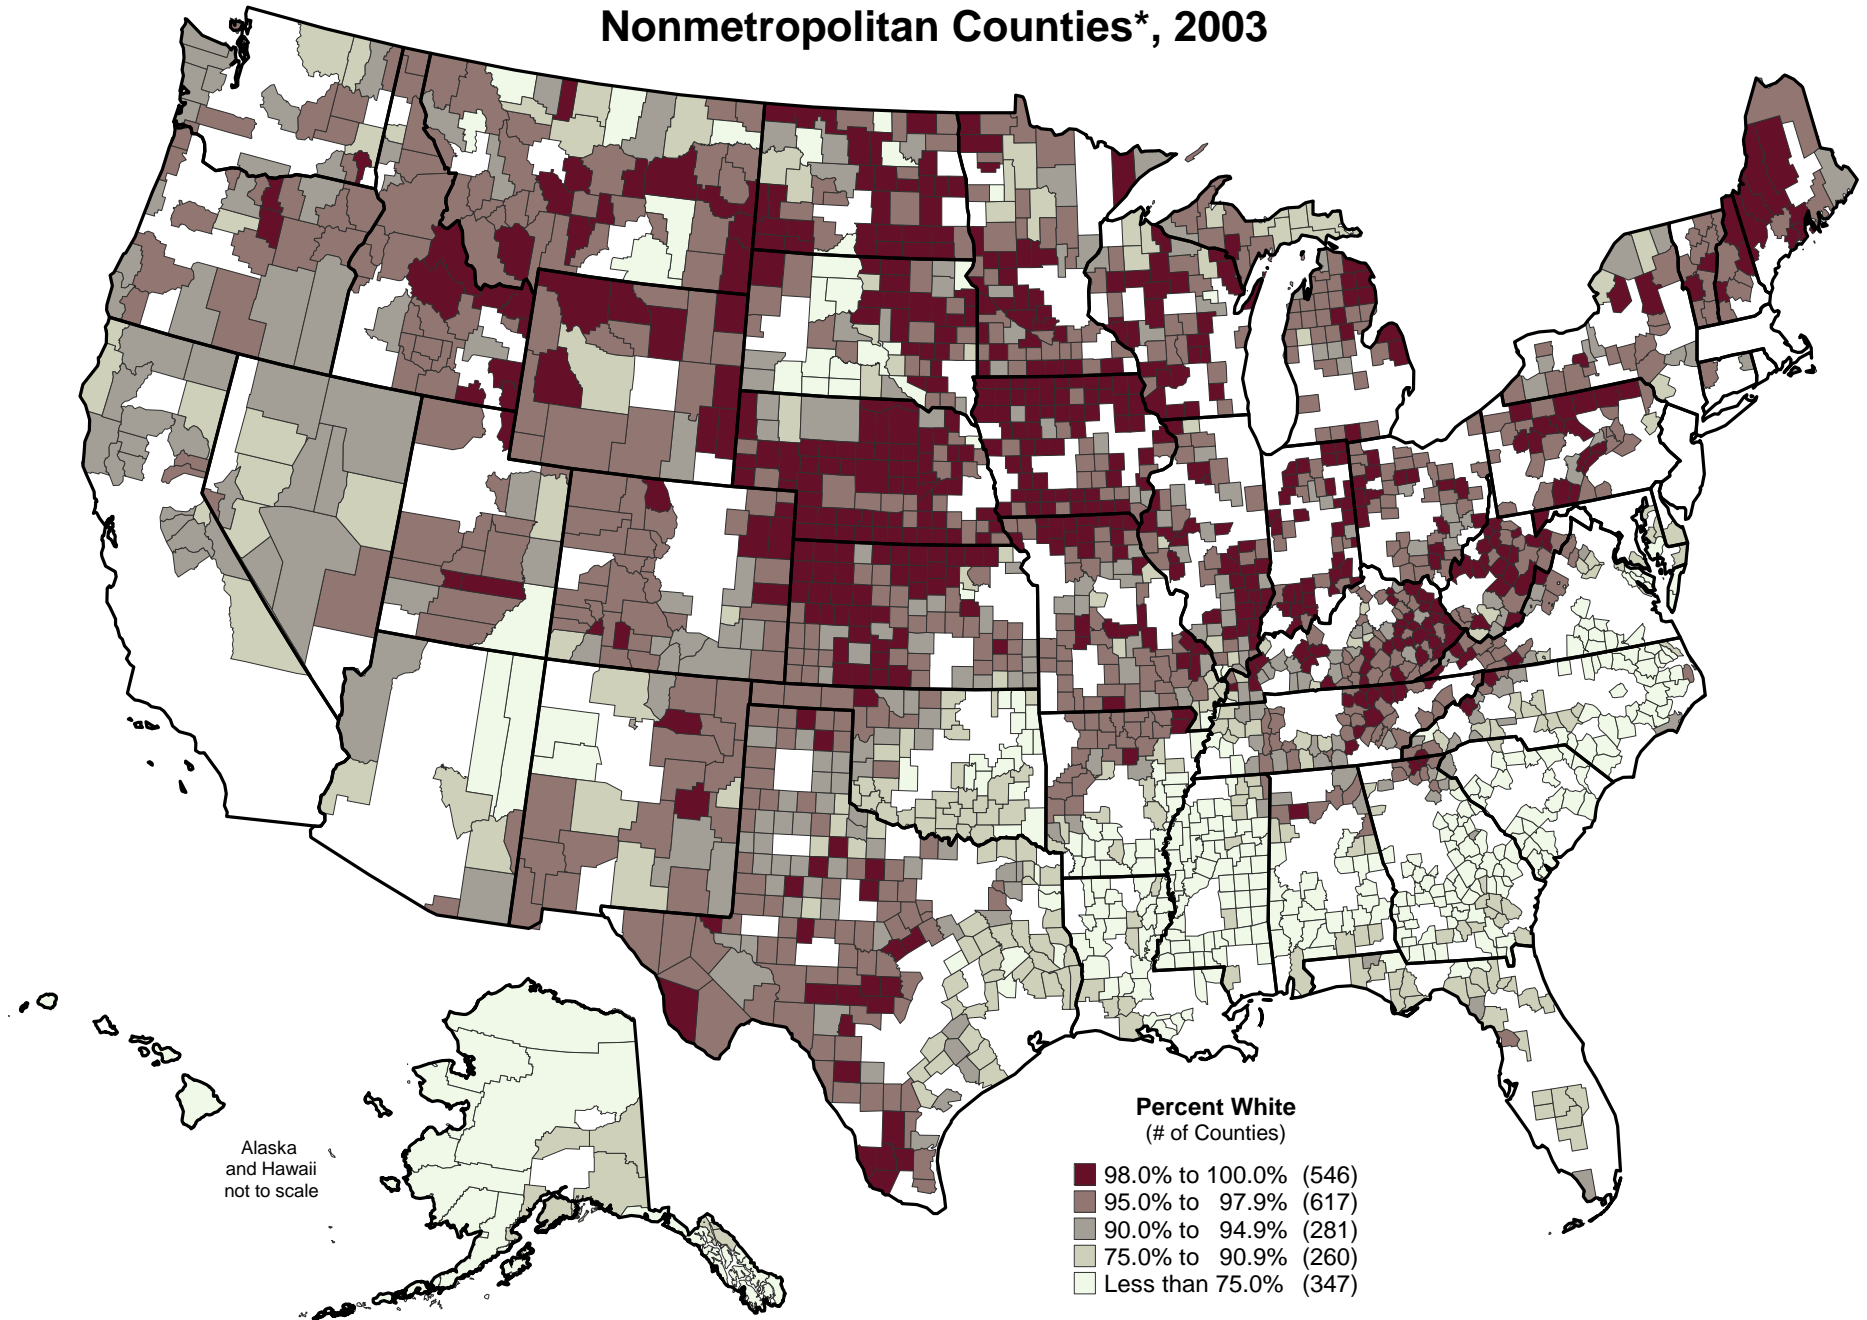 Nonmetropolitan Counties*, 2003
Alaska
and Hawaii
not to scale
Percent White
(# of Counties)
98.0% to 100.0% (546)
95.0% to 97.9% (617)
90.0% to 94.9% (281)
75.0% to 90.9% (260)
Less than 75.0% (347)